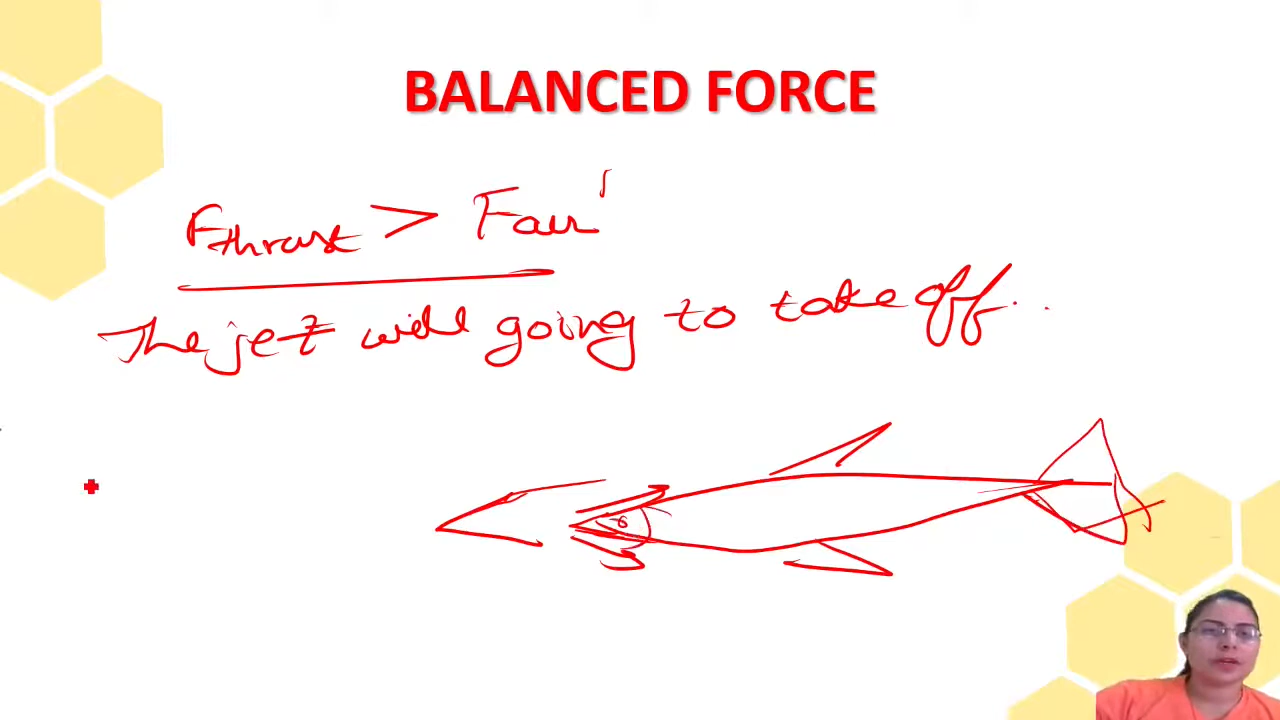 BALANCED FORCE
Fthrust > Fair
The jet will going to take off..